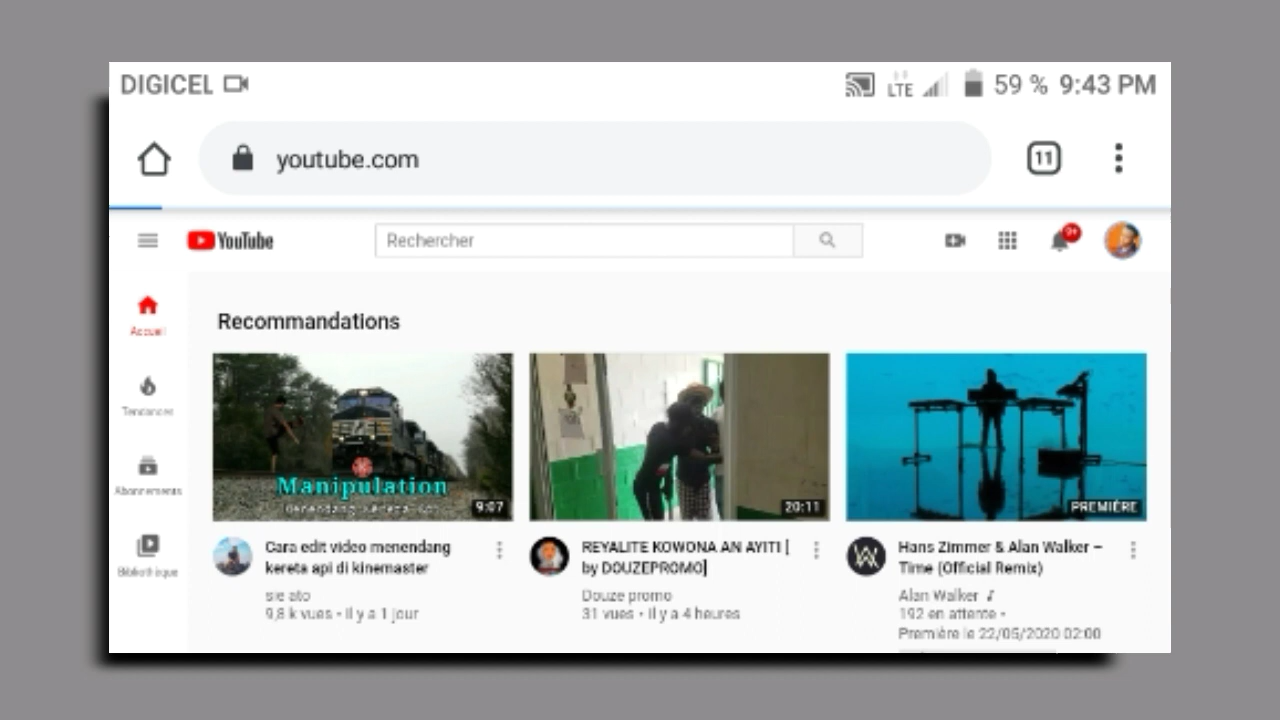 DIGICEL 59 % 9:43 PM
LTE
youtube.com 11
YouTube Rechercher 9+
Accueil
Tendances
Abonnements
Bibliothèque
Recommandations
Manipulation
9:07
20:11
PREMIÈRE
Cara edit video menendang
kereta api di kinemaster
sie ato
9,8 k vues • il y a 1 jour
REYALITE KOWONA AN AYITI [
by DOUZEPROMO]
Douze promo
31 vues • il y a 4 heures
Hans Zimmer & Alan Walker –
Time (Official Remix)
Alan Walker ♪
192 en attente •
Première le 22/05/2020 02:00